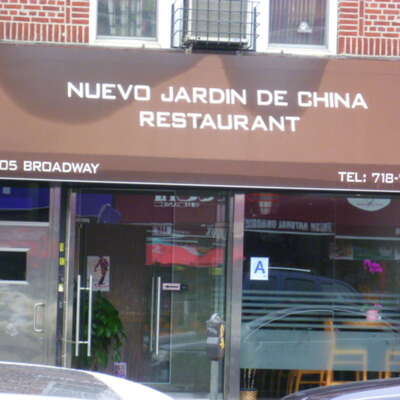 NUEVO JARDIN DE CHINA
RESTAURANT
05 BROADWAY
TEL: 718-
A